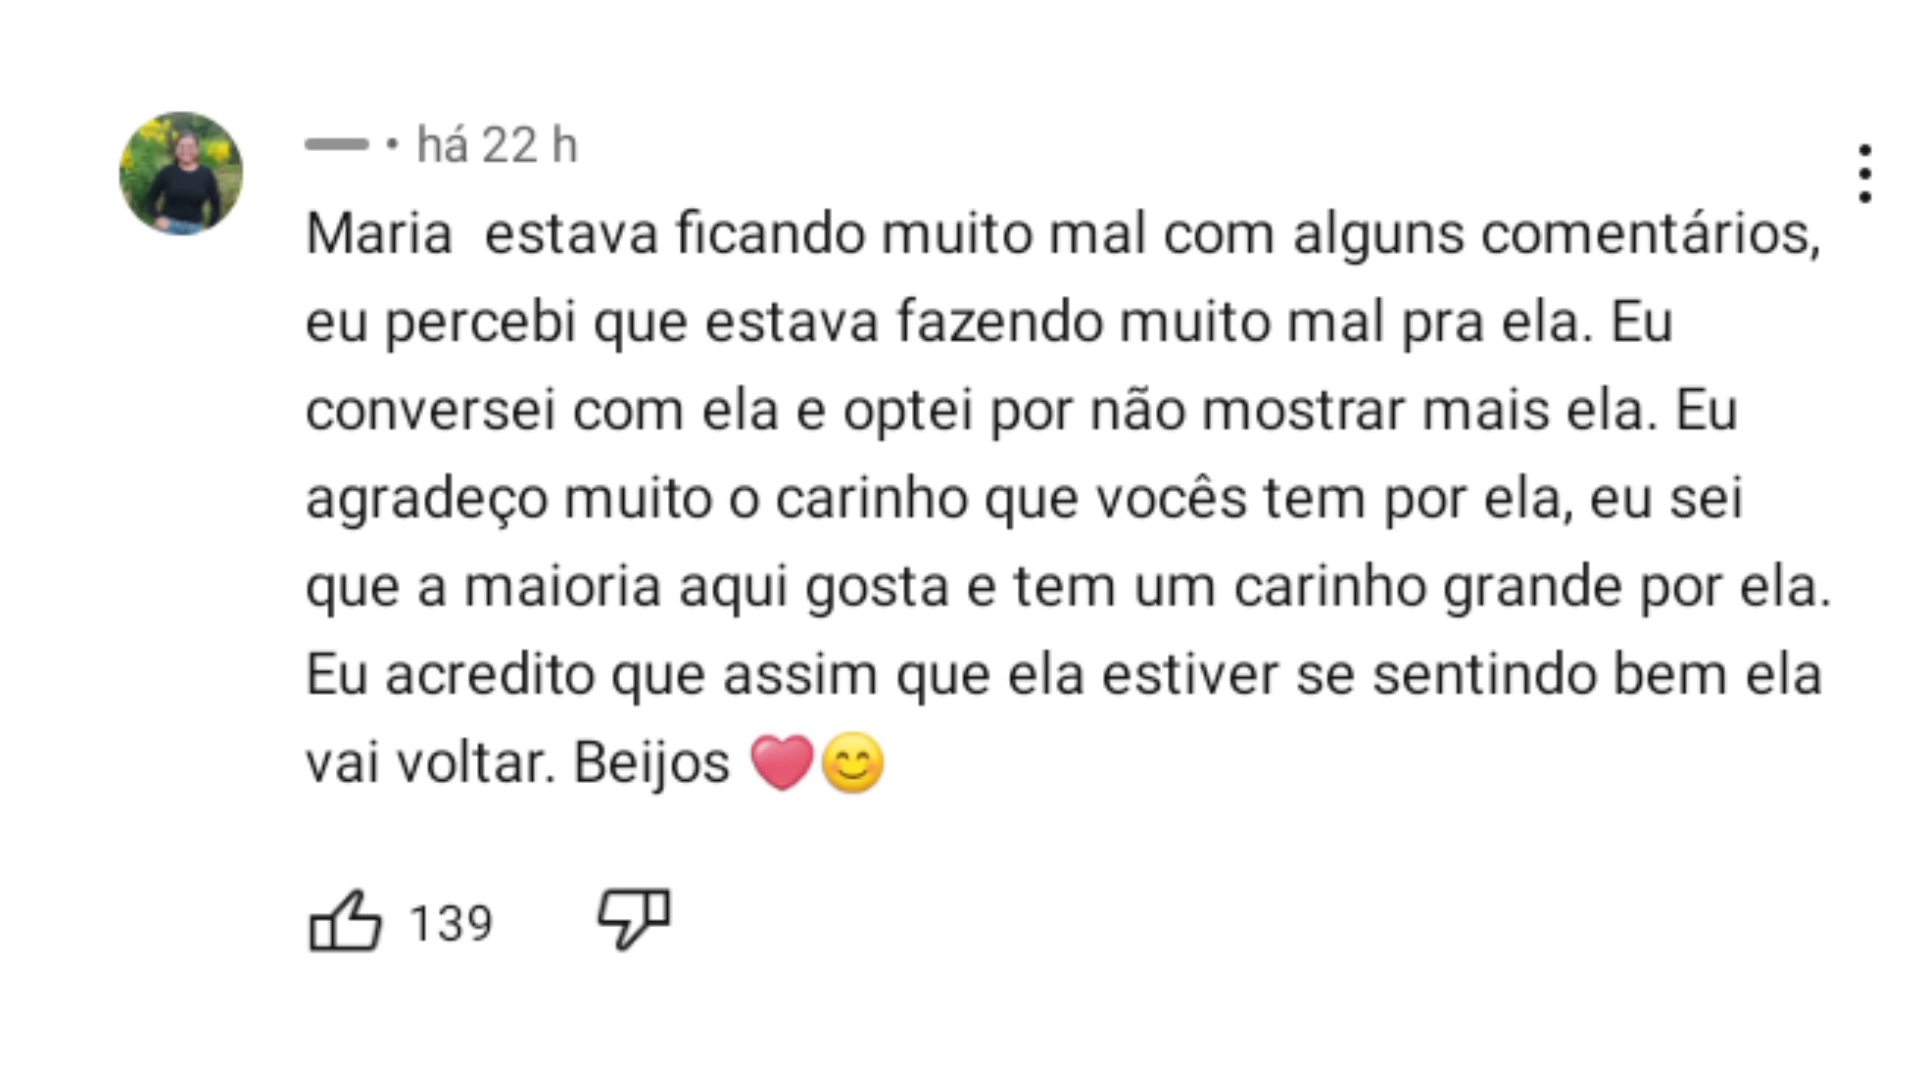 • há 22 h
Maria  estava ficando muito mal com alguns comentários,
eu percebi que estava fazendo muito mal pra ela. Eu
conversei com ela e optei por não mostrar mais ela. Eu
agradeço muito o carinho que vocês tem por ela, eu sei
que a maioria aqui gosta e tem um carinho grande por ela.
Eu acredito que assim que ela estiver se sentindo bem ela
vai voltar. Beijos ❤️😊
139